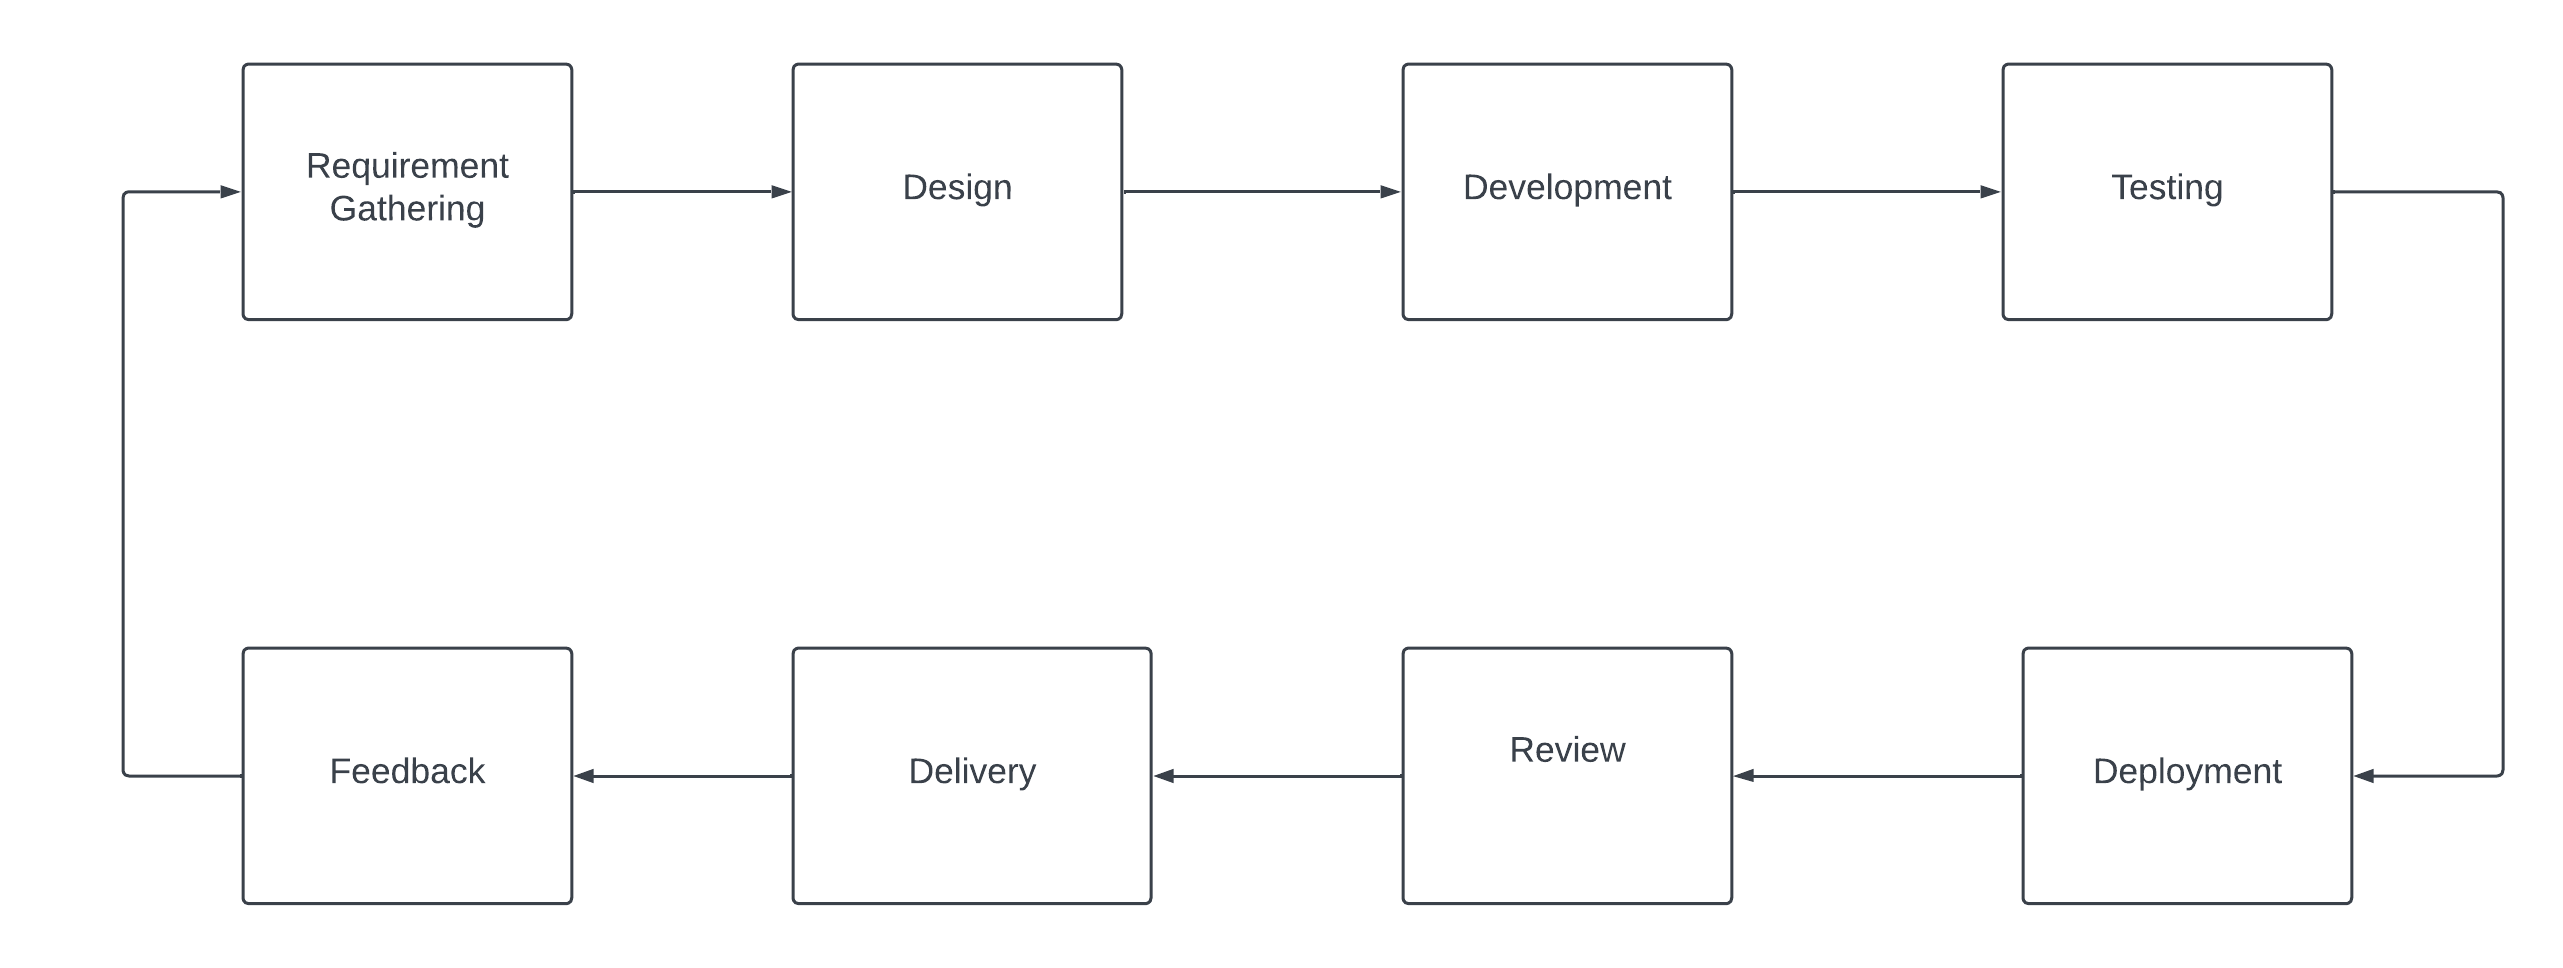 Requirement
Gathering
Design
Development
Testing
Feedback
Delivery
Review
Deployment